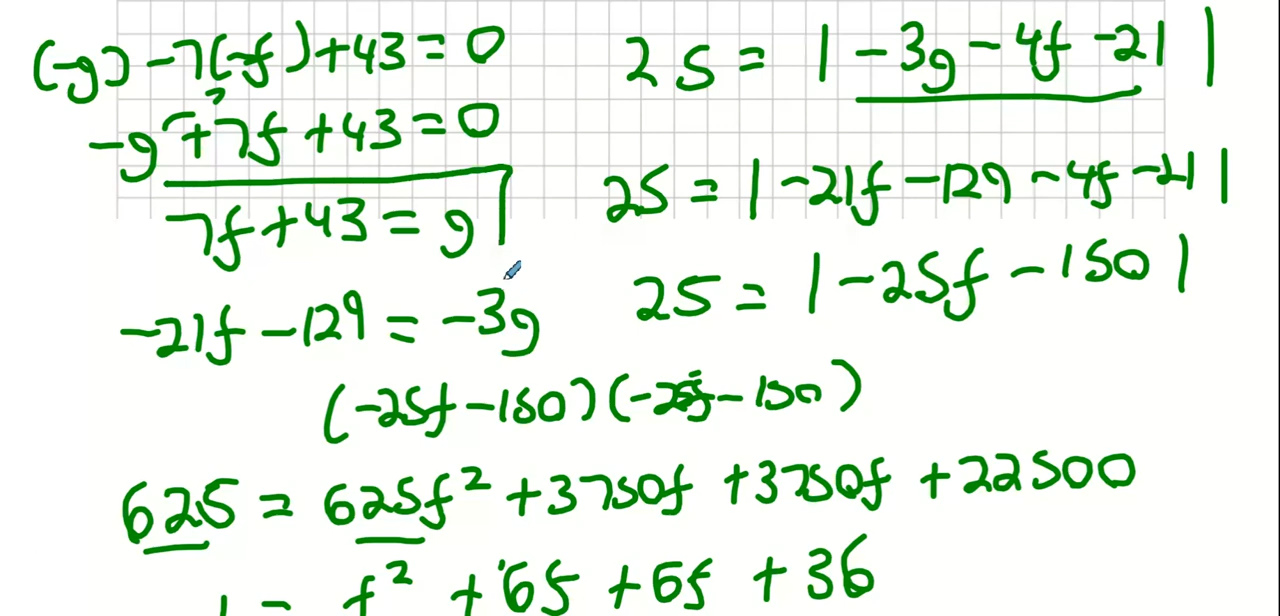 (-g) -7(-f) +43 = 0
-g +7f +43 = 0
7f +43 = g
-21f -129 = -3g
25 = | -3g -4f -21 |
25 = | -21f -129 -4f -21 |
25 = | -25f -150 |
(-25f -150)(-25f -150)
625 = 625f² +3750f +3750f +22500
1 = f² +6f +6f +36